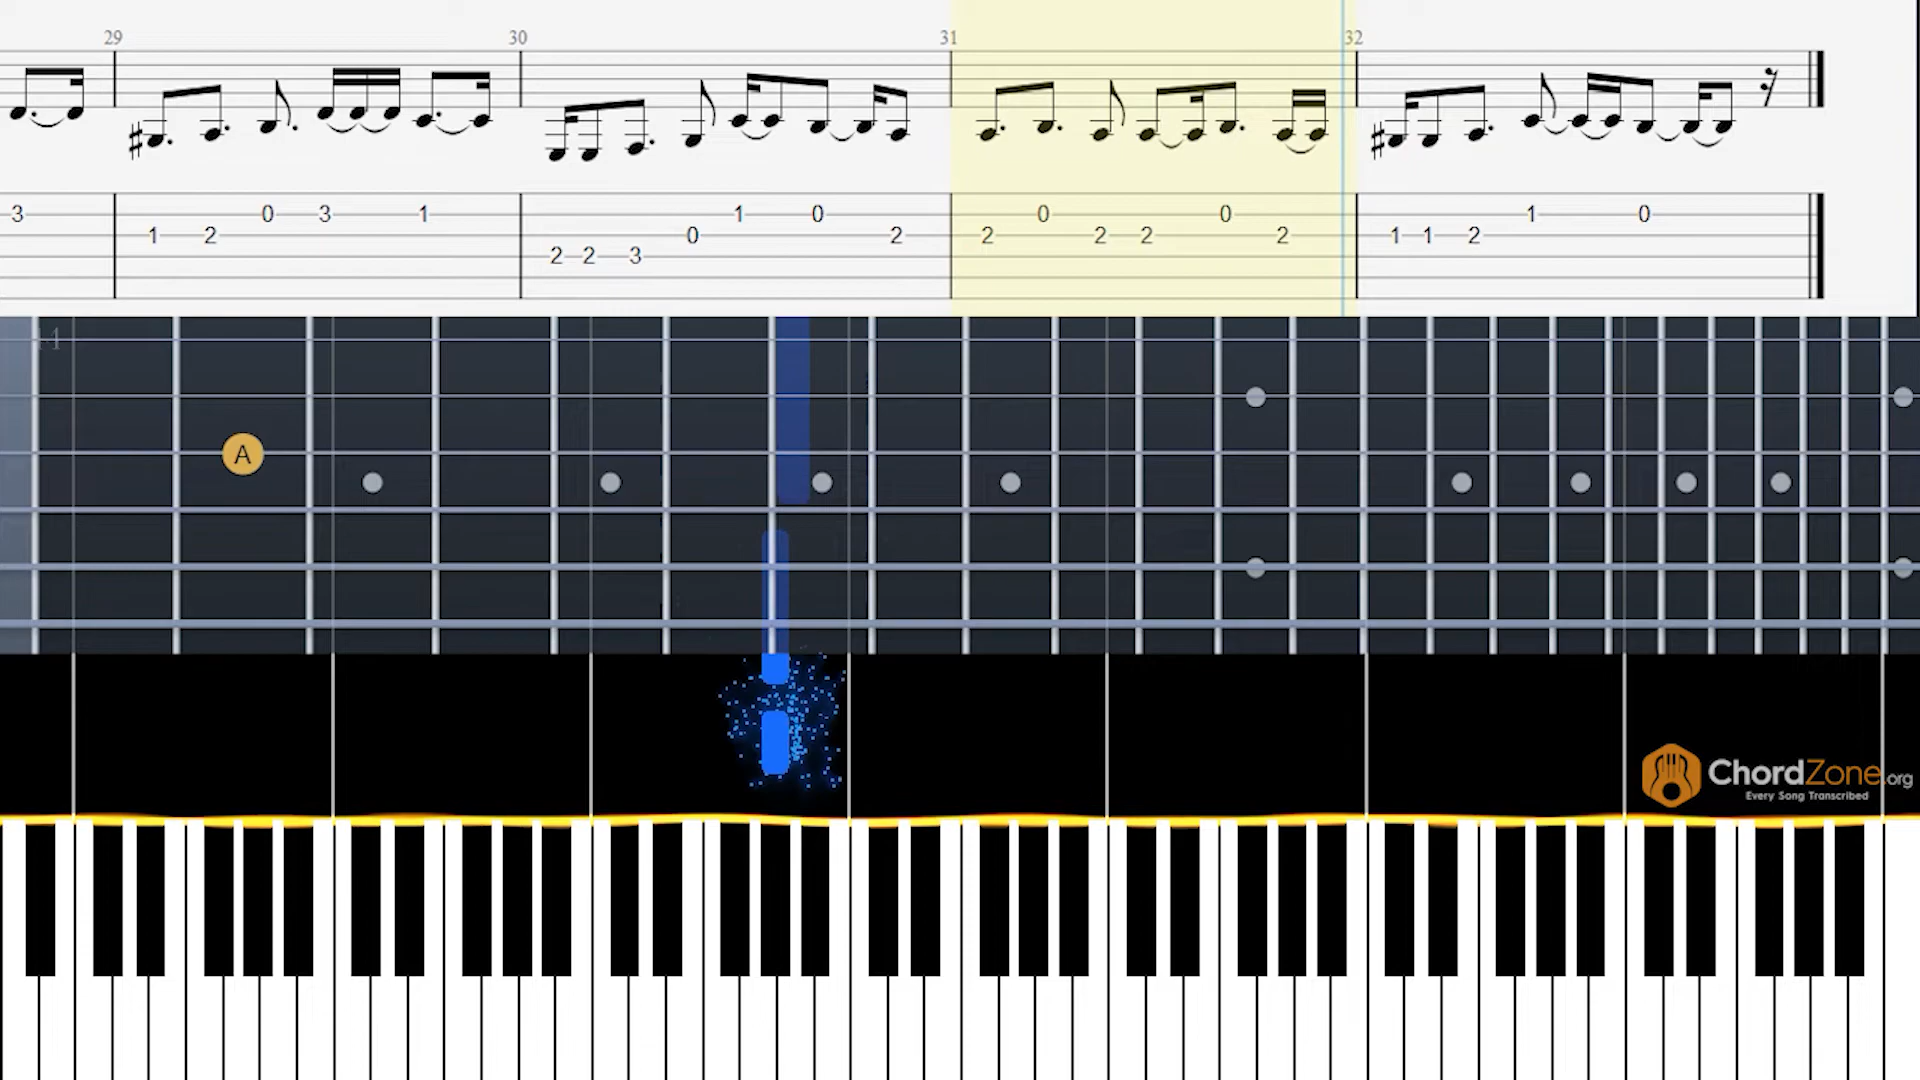 29 30 31 32
3 0 3 1 1 0 0 0 1 0
1 2 0 2 2 2 2 2 1 1 2
2 2 3
14
A
ChordZone.org
Every Song Transcribed